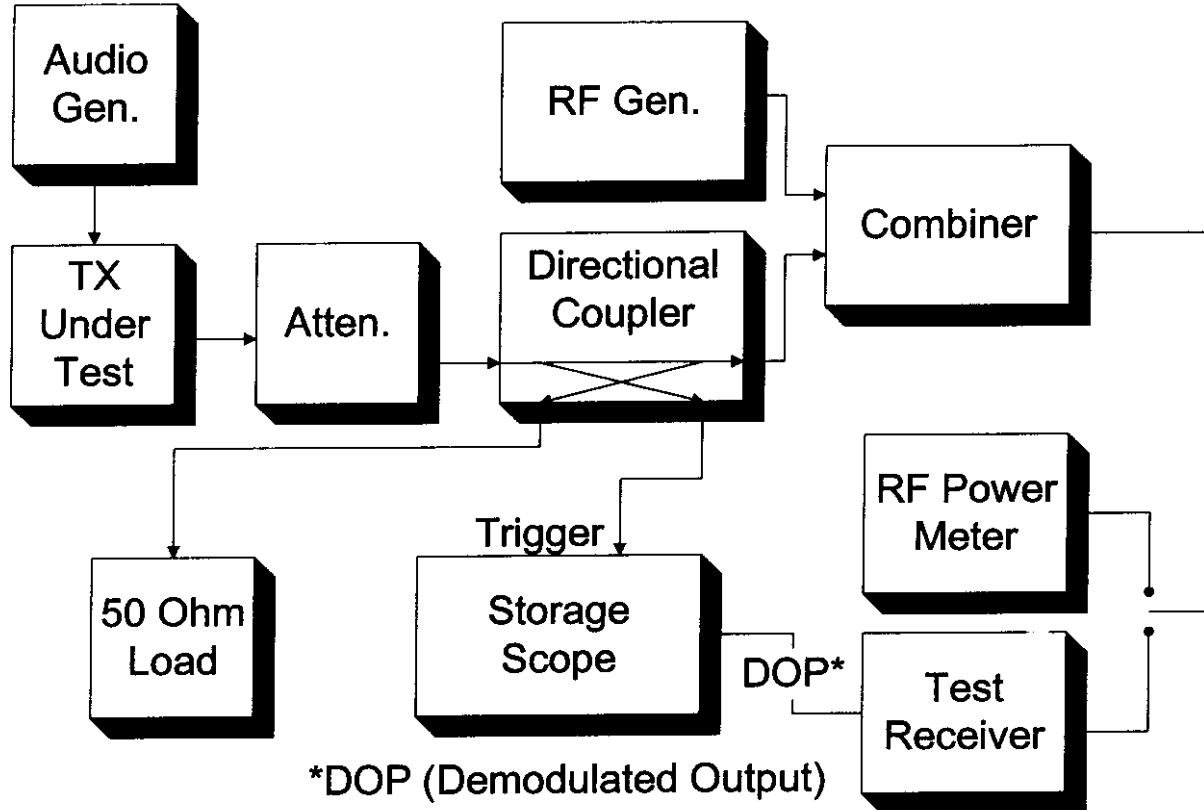 Audio
Gen.
RF Gen.
Combiner
TX
Under
Test
Atten.
Directional
Coupler
RF Power
Meter
Trigger
50 Ohm
Load
Storage
Scope
DOP*
Test
Receiver
*DOP (Demodulated Output)